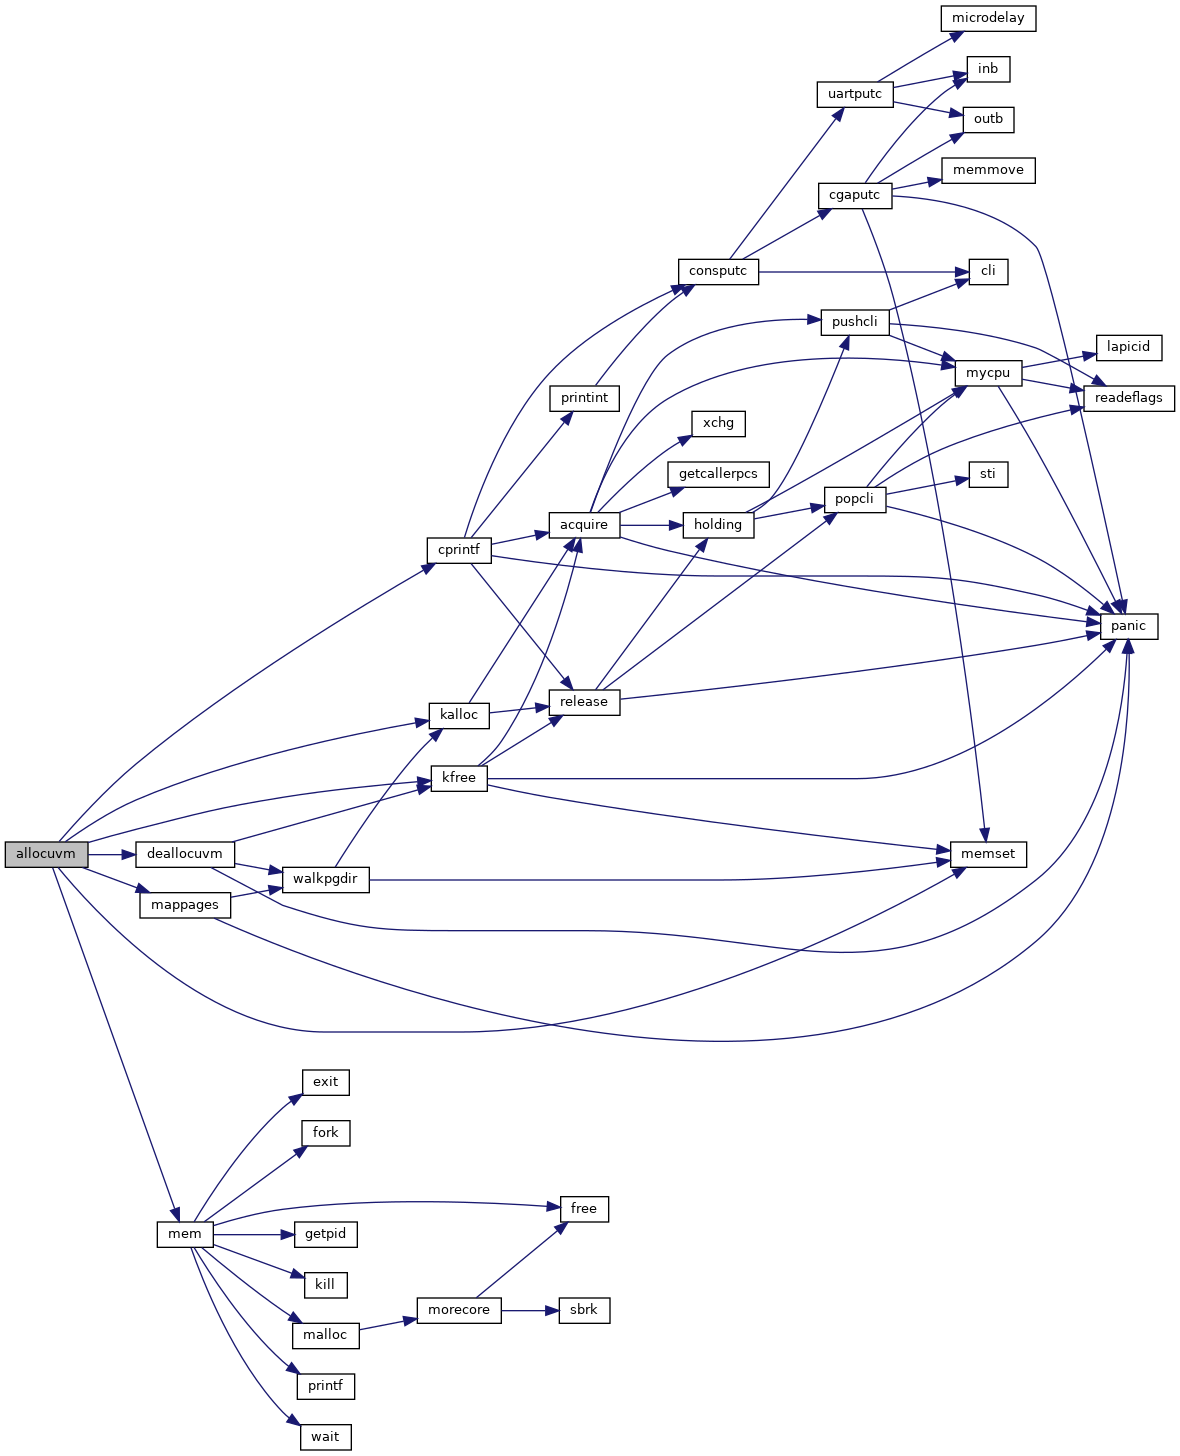 microdelay
inb
uartputc
outb
memmove
cgaputc
consputc
cli
pushcli
lapicid
mycpu
readeflags
printint
xchg
getcallerpcs
sti
popcli
acquire
holding
cprintf
panic
release
kalloc
kfree
allocuvm
deallocuvm
memset
walkpgdir
mappages
exit
fork
free
mem
getpid
kill
morecore
sbrk
malloc
printf
wait